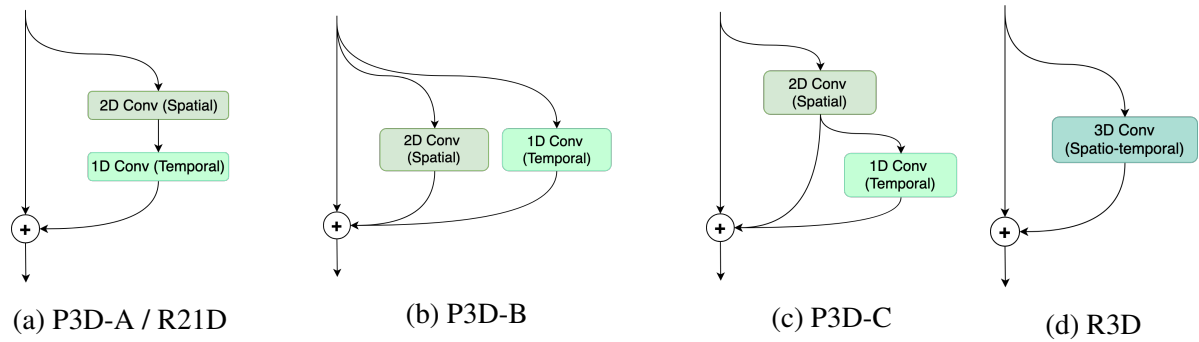 2D Conv (Spatial)
1D Conv (Temporal)
+
(a) P3D-A / R21D
2D Conv
(Spatial)
1D Conv
(Temporal)
+
(b) P3D-B
2D Conv
(Spatial)
1D Conv
(Temporal)
+
(c) P3D-C
3D Conv
(Spatio-temporal)
+
(d) R3D